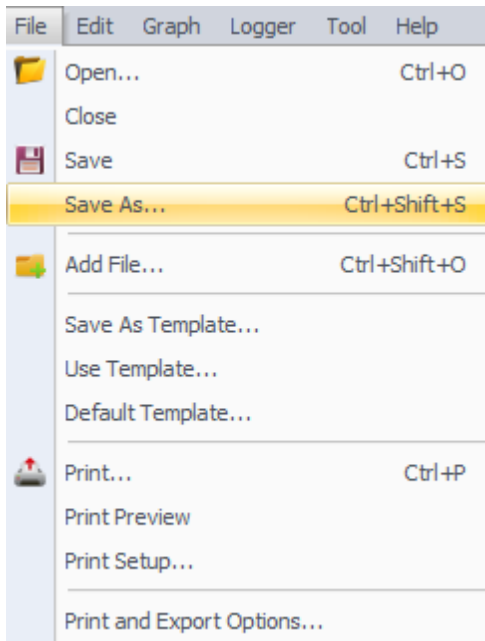 File Edit Graph Logger Tool Help
Open... Ctrl+O
Close
Save Ctrl+S
Save As... Ctrl+Shift+S
Add File... Ctrl+Shift+O
Save As Template...
Use Template...
Default Template...
Print... Ctrl+P
Print Preview
Print Setup...
Print and Export Options...